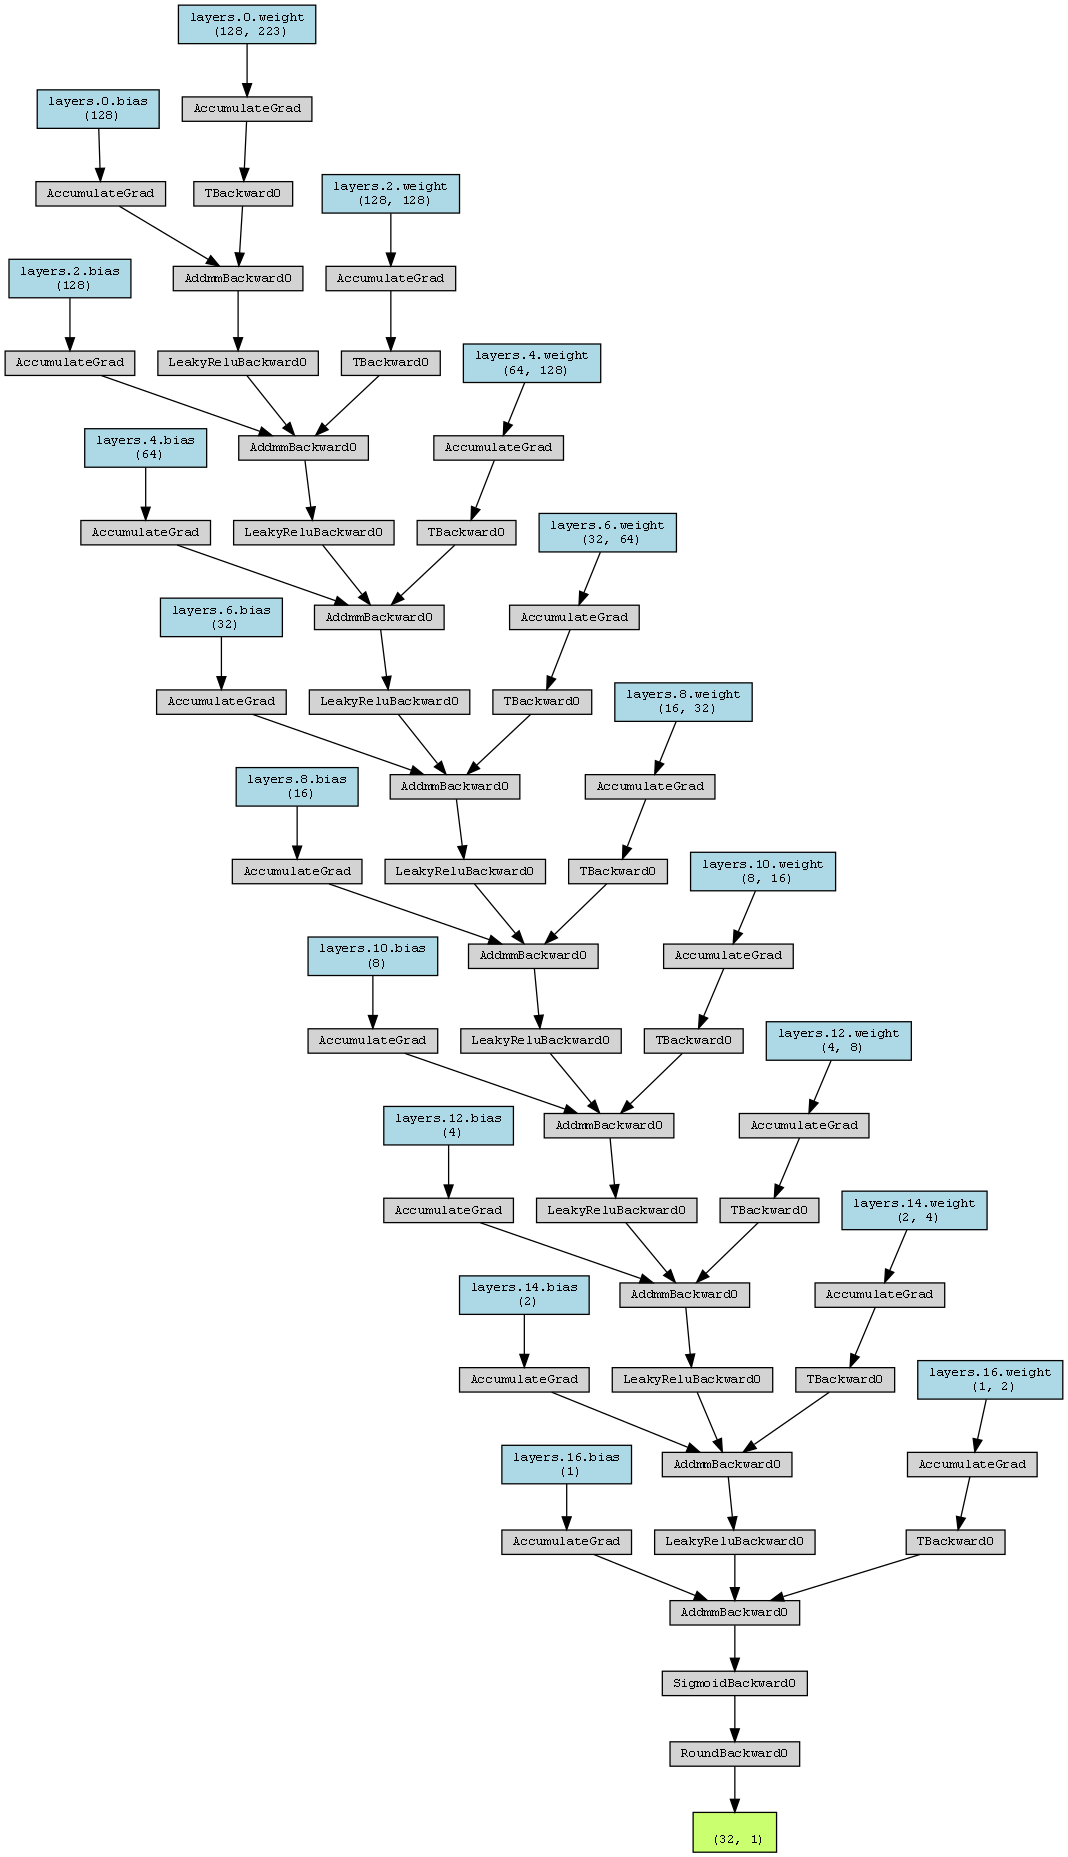 layers.0.weight
(128, 223)
layers.0.bias
(128)
AccumulateGrad
AccumulateGrad
TBackward0
layers.2.weight
(128, 128)
layers.2.bias
(128)
AddmmBackward0
AccumulateGrad
AccumulateGrad
LeakyReluBackward0
TBackward0
layers.4.weight
(64, 128)
layers.4.bias
(64)
AddmmBackward0
AccumulateGrad
AccumulateGrad
LeakyReluBackward0
TBackward0
layers.6.weight
(32, 64)
layers.6.bias
(32)
AddmmBackward0
AccumulateGrad
AccumulateGrad
LeakyReluBackward0
TBackward0
layers.8.weight
(16, 32)
layers.8.bias
(16)
AddmmBackward0
AccumulateGrad
AccumulateGrad
LeakyReluBackward0
TBackward0
layers.10.weight
(8, 16)
layers.10.bias
(8)
AddmmBackward0
AccumulateGrad
AccumulateGrad
LeakyReluBackward0
TBackward0
layers.12.weight
(4, 8)
layers.12.bias
(4)
AddmmBackward0
AccumulateGrad
AccumulateGrad
LeakyReluBackward0
TBackward0
layers.14.weight
(2, 4)
layers.14.bias
(2)
AddmmBackward0
AccumulateGrad
AccumulateGrad
LeakyReluBackward0
TBackward0
layers.16.weight
(1, 2)
layers.16.bias
(1)
AddmmBackward0
AccumulateGrad
AccumulateGrad
LeakyReluBackward0
TBackward0
AddmmBackward0
SigmoidBackward0
RoundBackward0
(32, 1)